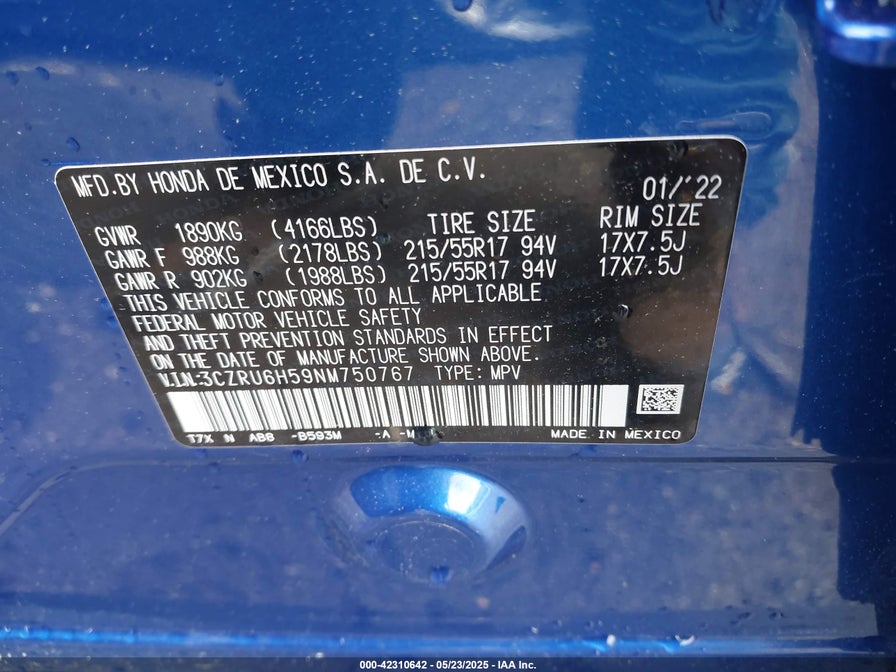 MFD.BY HONDA DE MEXICO S.A. DE C.V.
01/'22
GVWR 1890KG (4166LBS) TIRE SIZE RIM SIZE
GAWR F 988KG (2178LBS) 215/55R17 94V 17X7.5J
GAWR R 902KG (1988LBS) 215/55R17 94V 17X7.5J
THIS VEHICLE CONFORMS TO ALL APPLICABLE
FEDERAL MOTOR VEHICLE SAFETY
AND THEFT PREVENTION STANDARDS IN EFFECT
ON THE DATE OF MANUFACTURE SHOWN ABOVE.
V.I.N.:3CZRU6H59NM750767 TYPE: MPV
T7X N AB6 -B593M -A -M
MADE IN MEXICO
000-42310642 - 05/23/2025 - IAA Inc.